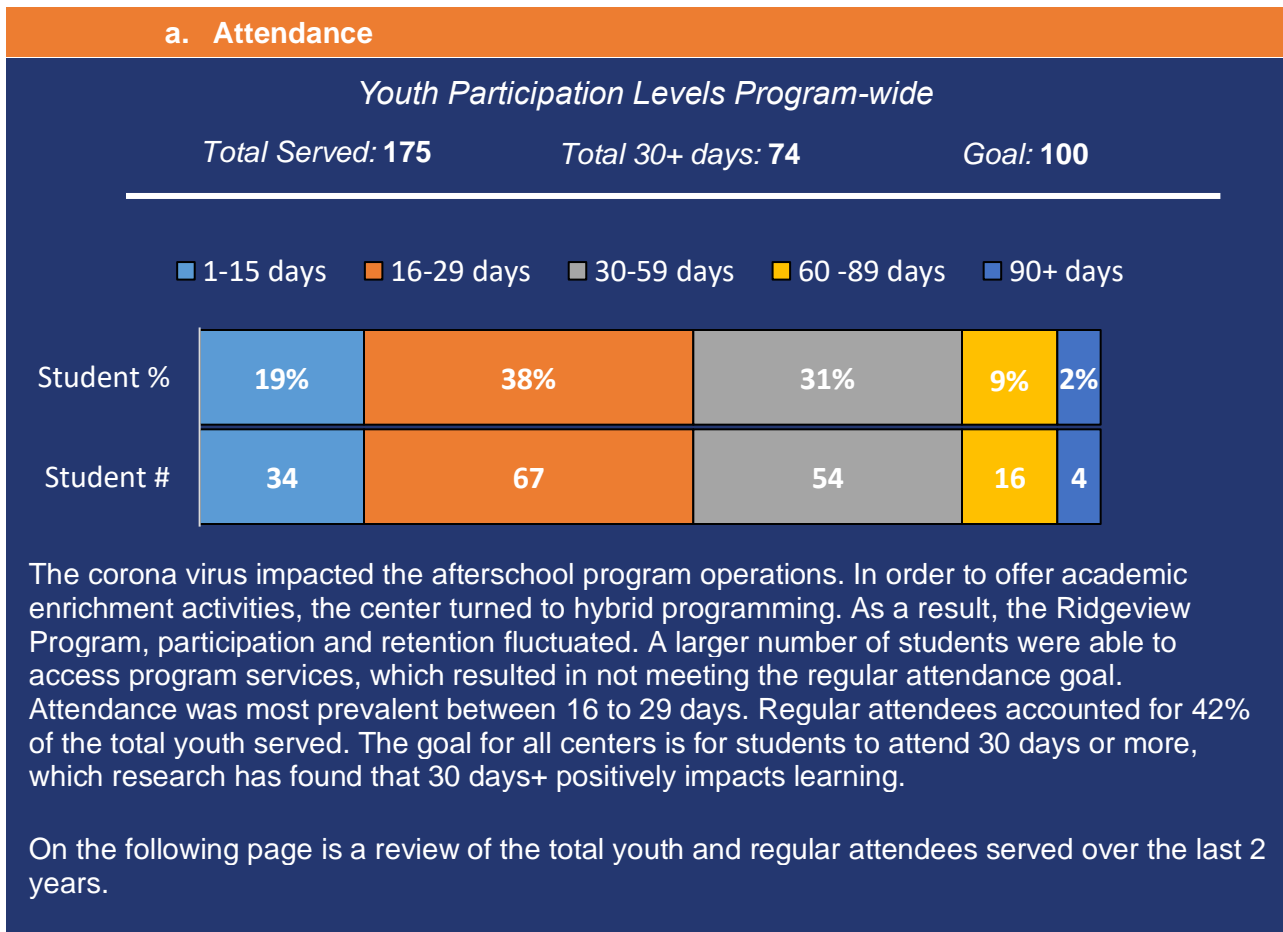 a. Attendance
Youth Participation Levels Program-wide
Total Served: 175 Total 30+ days: 74 Goal: 100
1-15 days 16-29 days 30-59 days 60 -89 days 90+ days
Student % 19% 38% 31% 9% 2%
Student # 34 67 54 16 4
The corona virus impacted the afterschool program operations. In order to offer academic
enrichment activities, the center turned to hybrid programming. As a result, the Ridgeview
Program, participation and retention fluctuated. A larger number of students were able to
access program services, which resulted in not meeting the regular attendance goal.
Attendance was most prevalent between 16 to 29 days. Regular attendees accounted for 42%
of the total youth served. The goal for all centers is for students to attend 30 days or more,
which research has found that 30 days+ positively impacts learning.
On the following page is a review of the total youth and regular attendees served over the last 2
years.